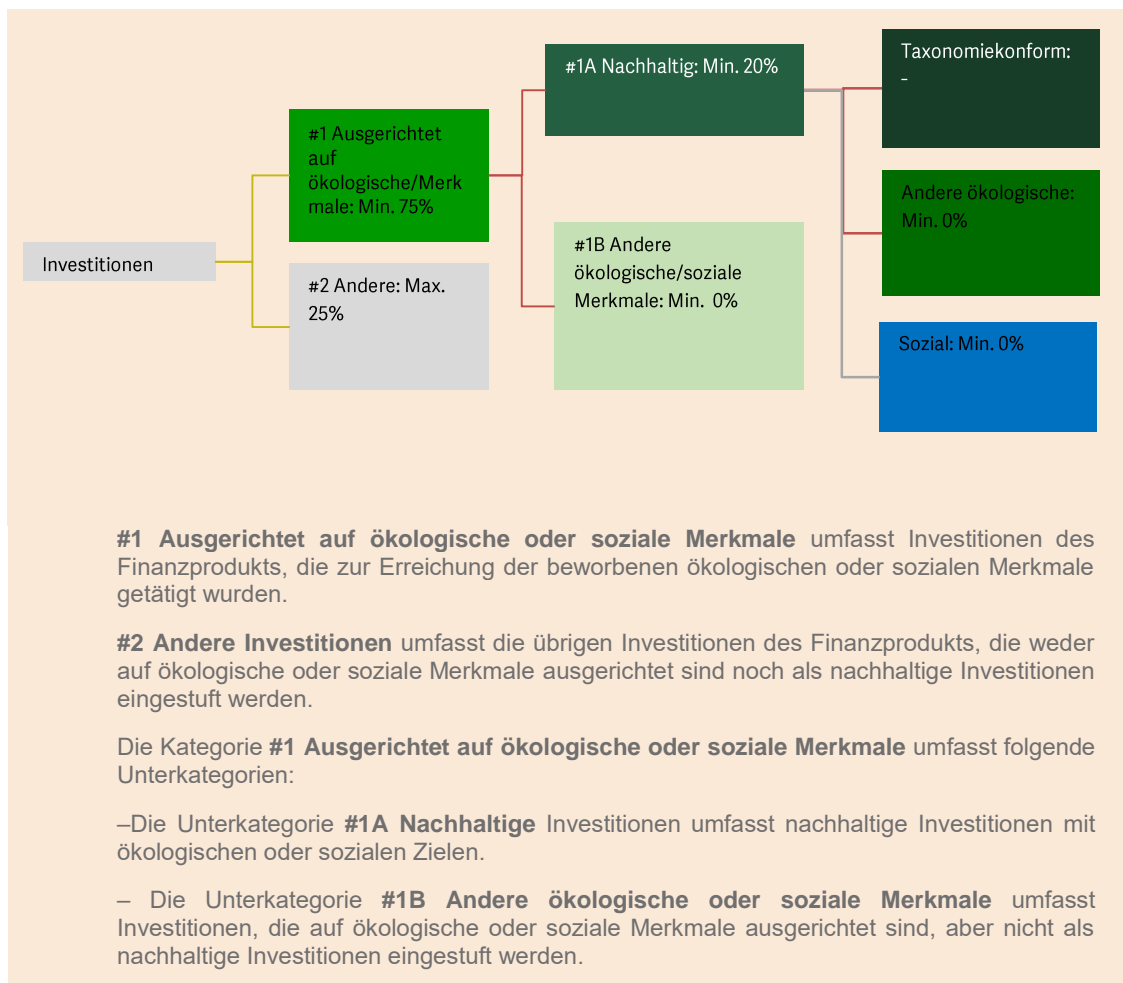 Investitionen
#1 Ausgerichtet
auf
ökologische/Merk
male: Min. 75%
#2 Andere: Max.
25%
#1A Nachhaltig: Min. 20%
#1B Andere
ökologische/soziale
Merkmale: Min. 0%
Taxonomiekonform:
-
Andere ökologische:
Min. 0%
Sozial: Min. 0%
#1 Ausgerichtet auf ökologische oder soziale Merkmale umfasst Investitionen des
Finanzprodukts, die zur Erreichung der beworbenen ökologischen oder sozialen Merkmale
getätigt wurden.
#2 Andere Investitionen umfasst die übrigen Investitionen des Finanzprodukts, die weder
auf ökologische oder soziale Merkmale ausgerichtet sind noch als nachhaltige Investitionen
eingestuft werden.
Die Kategorie #1 Ausgerichtet auf ökologische oder soziale Merkmale umfasst folgende
Unterkategorien:
–Die Unterkategorie #1A Nachhaltige Investitionen umfasst nachhaltige Investitionen mit
ökologischen oder sozialen Zielen.
– Die Unterkategorie #1B Andere ökologische oder soziale Merkmale umfasst
Investitionen, die auf ökologische oder soziale Merkmale ausgerichtet sind, aber nicht als
nachhaltige Investitionen eingestuft werden.